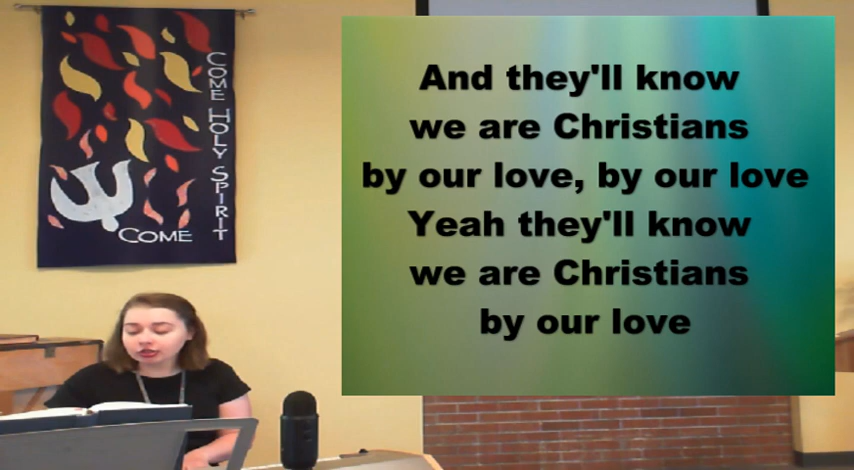 COME HOLY SPIRIT
COME
And they'll know
we are Christians
by our love, by our love
Yeah they'll know
we are Christians
by our love